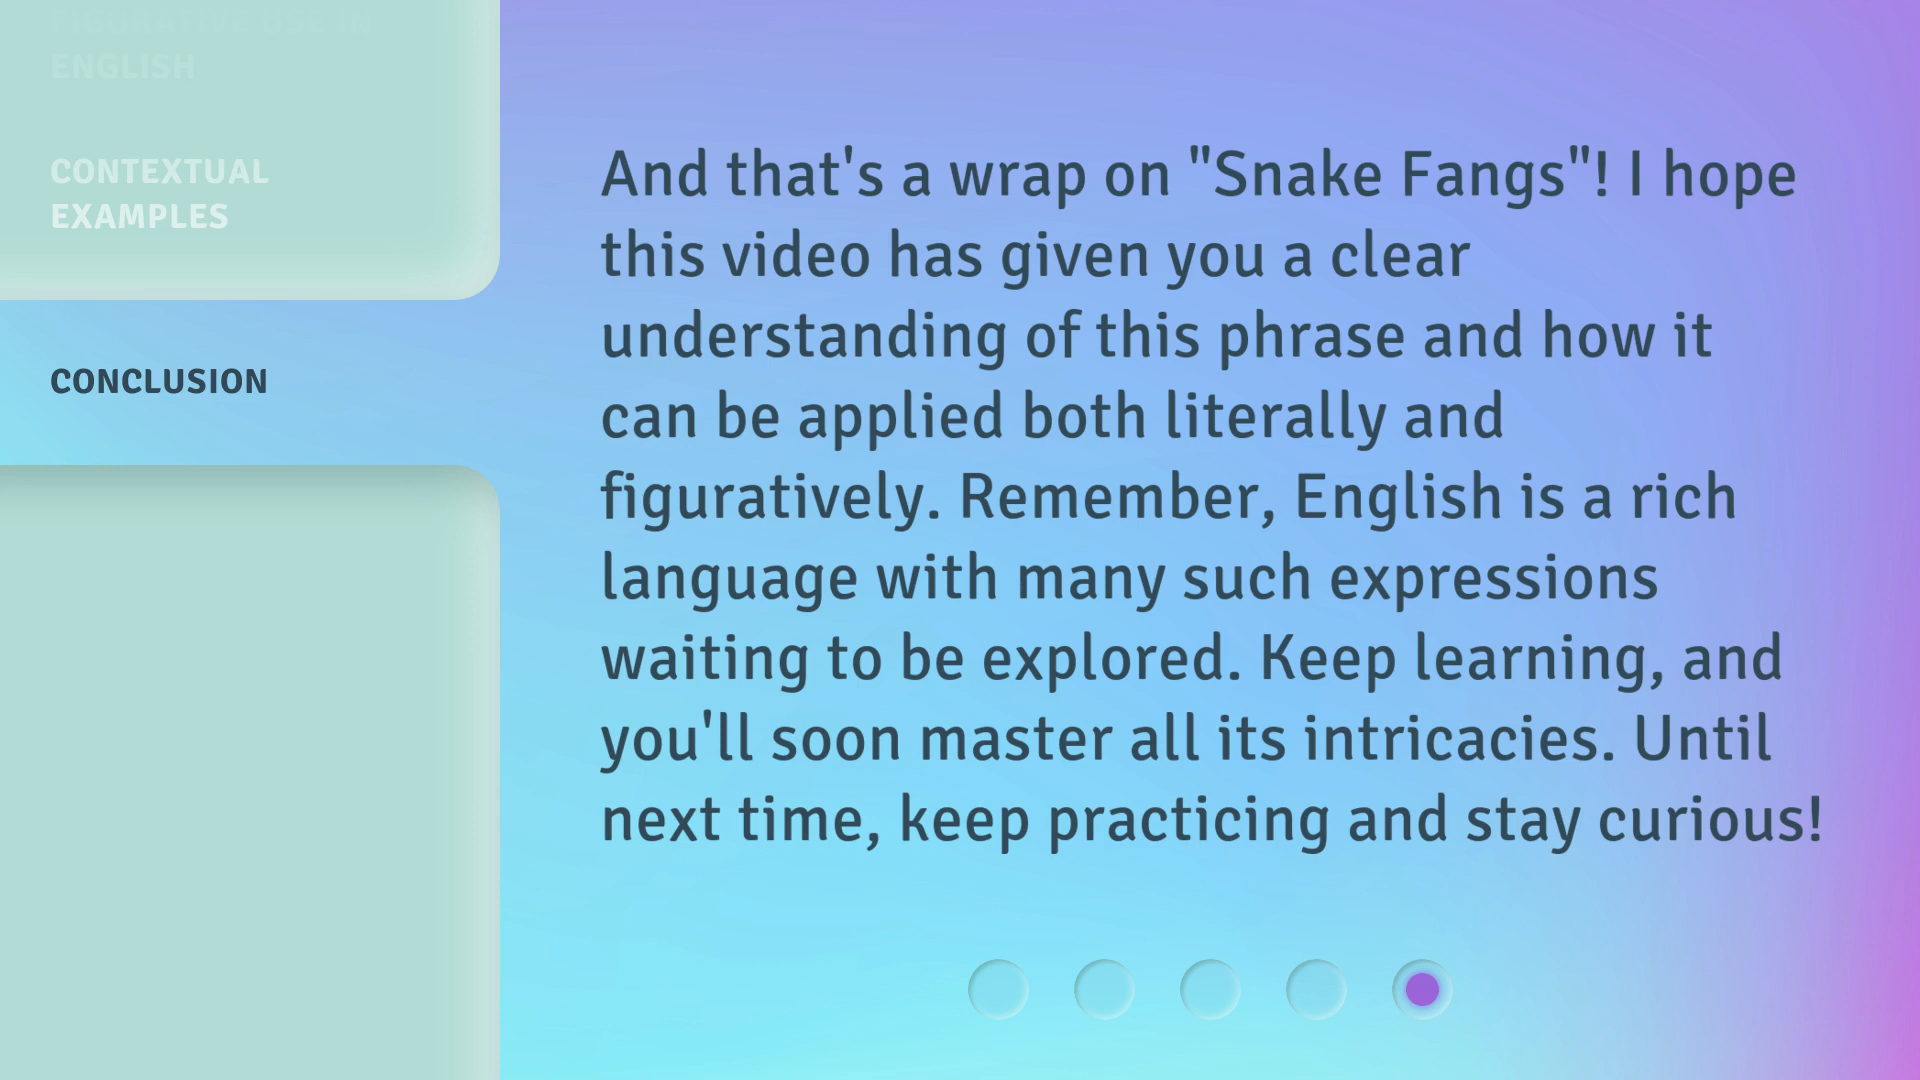 FIGURATIVE USE IN
ENGLISH
CONTEXTUAL
EXAMPLES
CONCLUSION
And that's a wrap on "Snake Fangs"! I hope
this video has given you a clear
understanding of this phrase and how it
can be applied both literally and
figuratively. Remember, English is a rich
language with many such expressions
waiting to be explored. Keep learning, and
you'll soon master all its intricacies. Until
next time, keep practicing and stay curious!